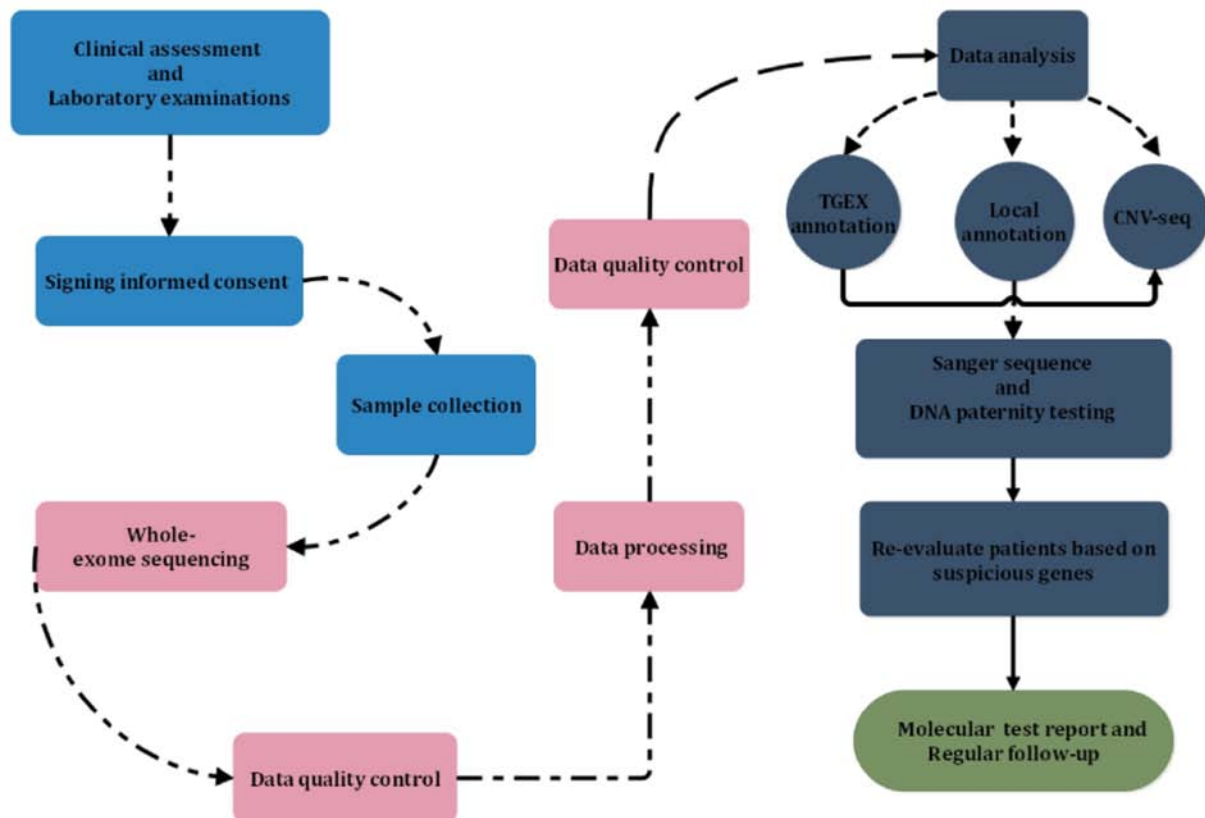 Clinical assessment
and
Laboratory examinations
Signing informed consent
Sample collection
Whole-
exome sequencing
Data quality control
Data processing
Data quality control
Data analysis
TGEX
annotation
Local
annotation
CNV-seq
Sanger sequence
and
DNA paternity testing
Re-evaluate patients based on
suspicious genes
Molecular test report and
Regular follow-up